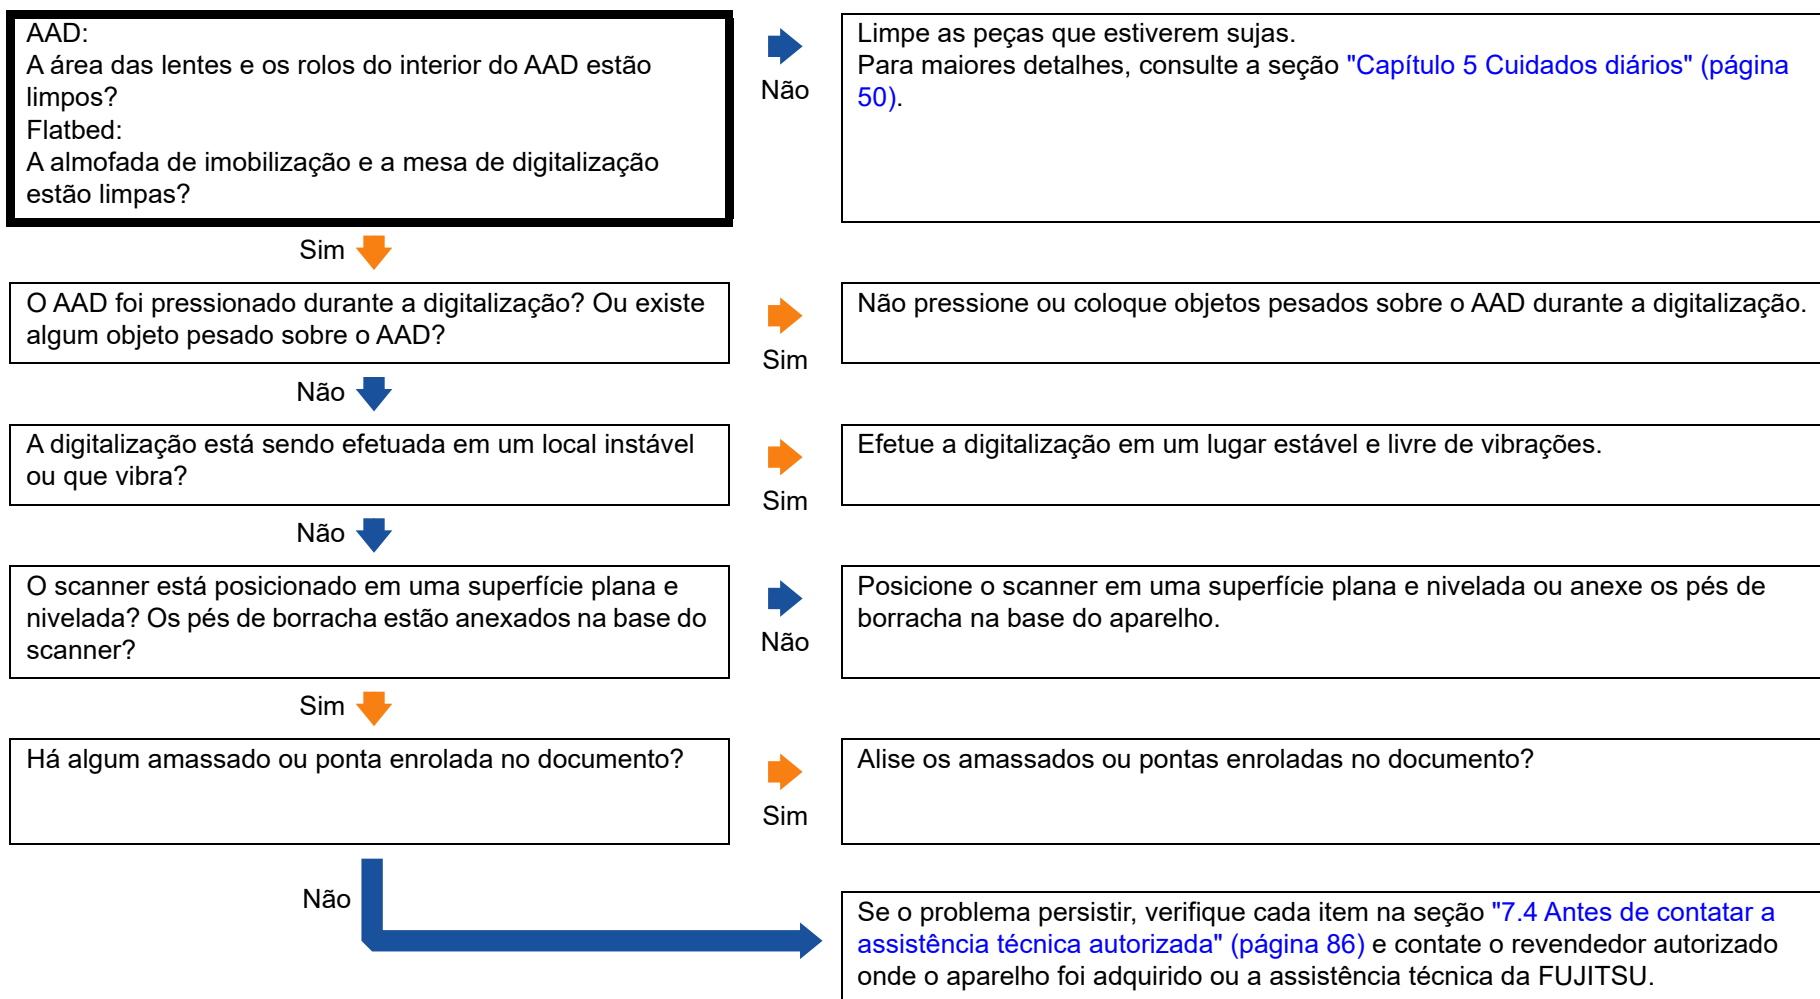 AAD:
A área das lentes e os rolos do interior do AAD estão
limpos?
Flatbed:
A almofada de imobilização e a mesa de digitalização
estão limpas?
Não
Limpe as peças que estiverem sujas.
Para maiores detalhes, consulte a seção "Capítulo 5 Cuidados diários" (página
50).
Sim
O AAD foi pressionado durante a digitalização? Ou existe
algum objeto pesado sobre o AAD?
Sim
Não pressione ou coloque objetos pesados sobre o AAD durante a digitalização.
Não
A digitalização está sendo efetuada em um local instável
ou que vibra?
Sim
Efetue a digitalização em um lugar estável e livre de vibrações.
Não
O scanner está posicionado em uma superfície plana e
nivelada? Os pés de borracha estão anexados na base do
scanner?
Não
Posicione o scanner em uma superfície plana e nivelada ou anexe os pés de
borracha na base do aparelho.
Sim
Há algum amassado ou ponta enrolada no documento?
Sim
Alise os amassados ou pontas enroladas no documento?
Não
Se o problema persistir, verifique cada item na seção "7.4 Antes de contatar a
assistência técnica autorizada" (página 86) e contate o revendedor autorizado
onde o aparelho foi adquirido ou a assistência técnica da FUJITSU.